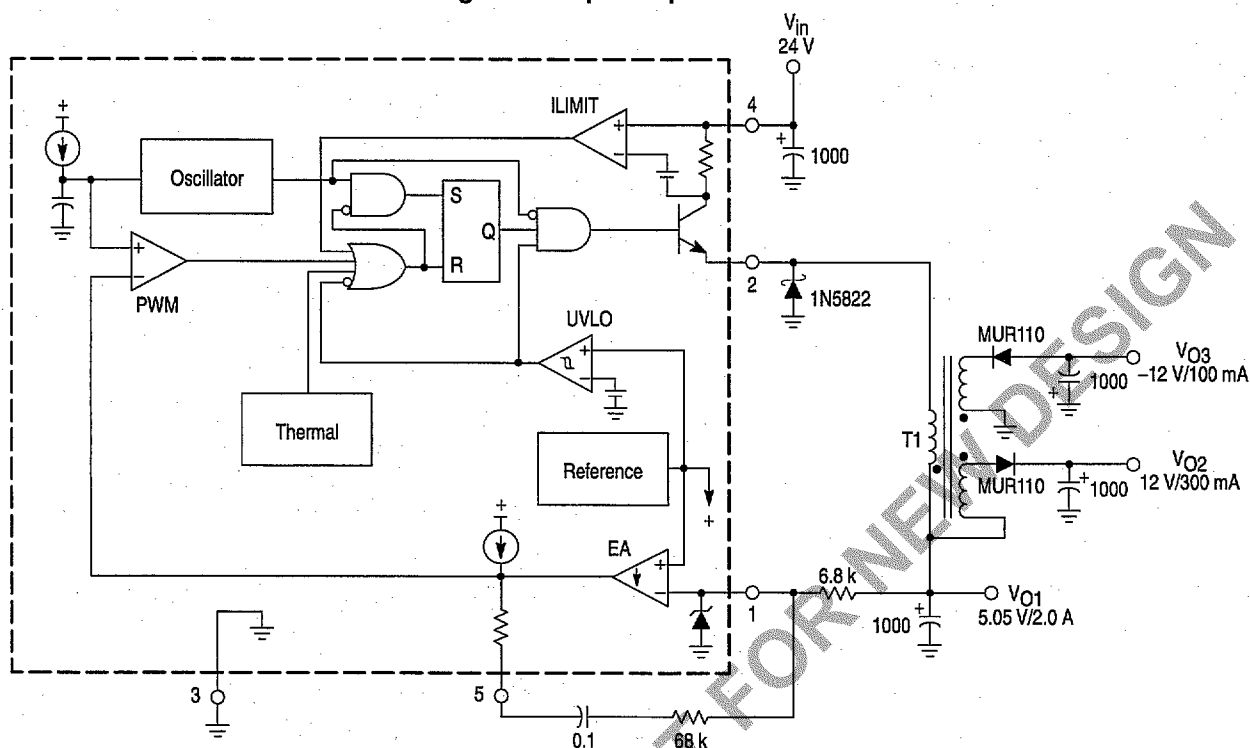 Vin
24 V
ILIMIT
4
+
+
+
−
1000
Oscillator
S
Q
R
+
−
PWM
2
1N5822
UVLO
+
−
MUR110
VO3
–12 V/100 mA
1000
+
Thermal
T1
Reference
+
MUR110
VO2
12 V/300 mA
+
1000
+
EA
+
−
1
6.8 k
VO1
5.05 V/2.0 A
+
1000
3
5
0.1
68 k
FOR NEW DESIGN